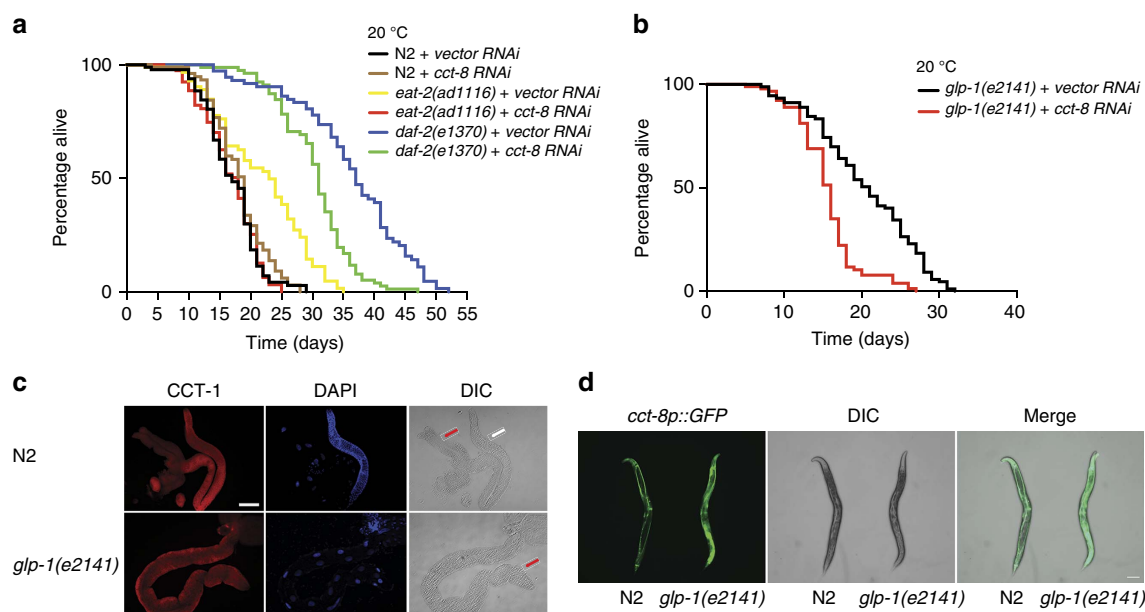 a
20 °C
N2 + vector RNAi
N2 + cct-8 RNAi
eat-2(ad1116) + vector RNAi
eat-2(ad1116) + cct-8 RNAi
daf-2(e1370) + vector RNAi
daf-2(e1370) + cct-8 RNAi
Percentage alive
100
50
0
0 5 10 15 20 25 30 35 40 45 50 55
Time (days)
b
20 °C
glp-1(e2141) + vector RNAi
glp-1(e2141) + cct-8 RNAi
Percentage alive
100
50
0
0 10 20 30 40
Time (days)
c
CCT-1 DAPI DIC
N2
glp-1(e2141)
d
cct-8p::GFP DIC Merge
N2 glp-1(e2141) N2 glp-1(e2141) N2 glp-1(e2141)